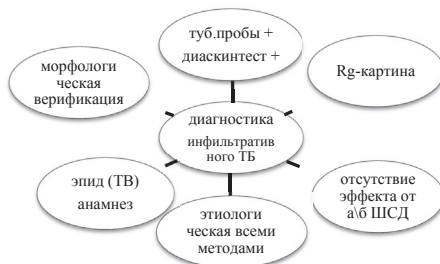 туб.пробы +
диаскинтест +
морфологи
ческая
верификация
Rg-картина
диагностика
инфильтратив
ного ТБ
эпид (ТВ)
анамнез
отсутствие
эффекта от
а\б ШСД
этиологи
ческая всеми
методами